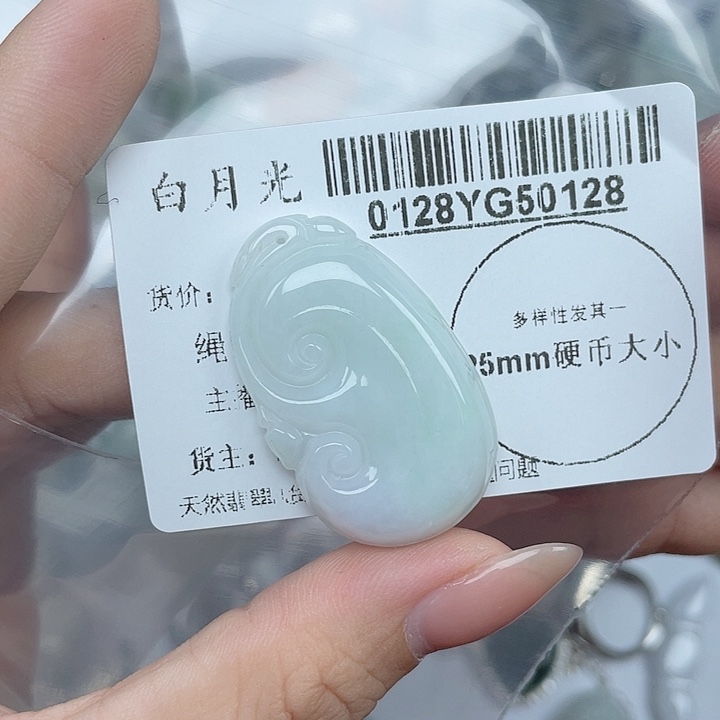 白月光
0128YG50128
货价:
多样性发其一
绳
25mm硬币大小
主
货主:
天然翡翠 问题